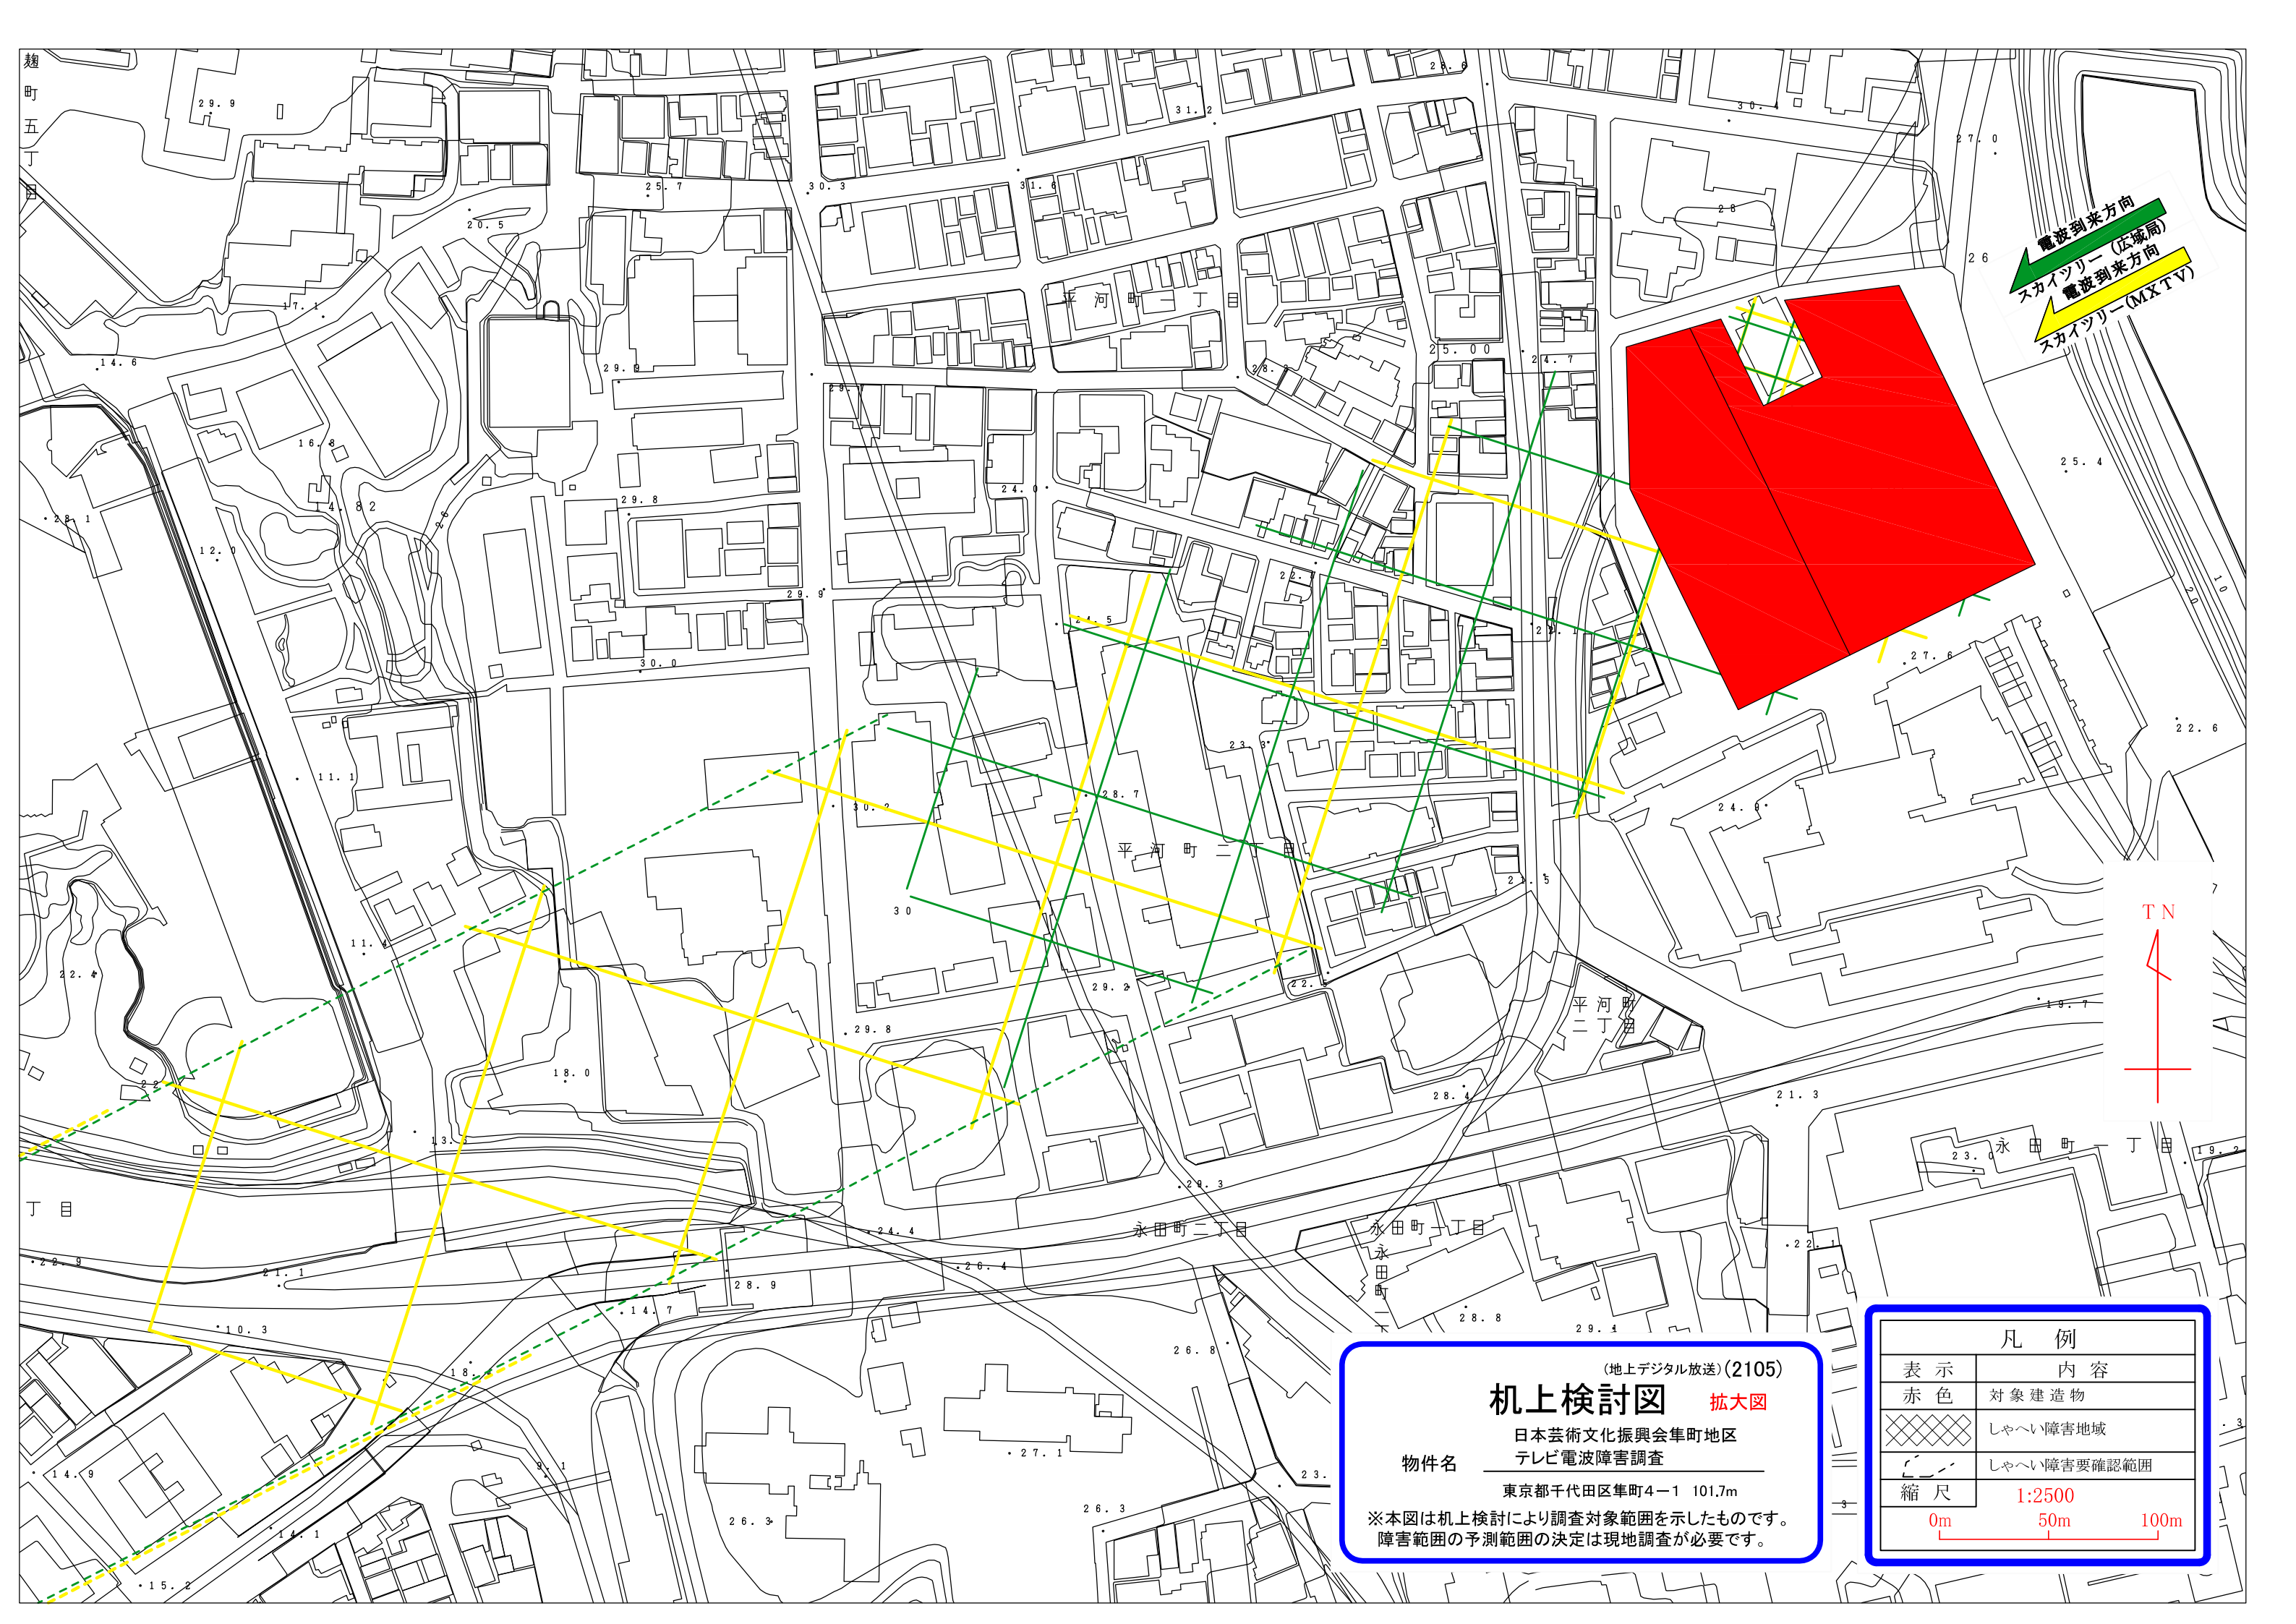 麹町五丁目
29.9
25.7
20.5
17.1
14.6
16.8
14.82
28.1
12.0
30.3
31.2
31.6
28.6
30.4
27.0
28
26
電波到来方向
スカイツリー(広域局)
電波到来方向
スカイツリー(MXTV)
平河町二丁目
29.9
25.00
24.7
25.4
24.0
29.8
29.9
30.0
22.7
24.5
27.6
22.6
23.3
28.7
30.2
24.9
11.1
平河町二丁目
30
21.5
11.4
22.4
29.2
22.5
平河町
二丁目
19.7
TN
29.8
18.0
22
28.4
21.3
13.3
29.3
永田町一丁目
23.0
19.2
丁目
24.4
永田町二丁目
永田町一丁目
永田町一丁
22.1
22.9
21.1
26.4
28.9
14.7
10.3
28.8
29.4
26.8
18.
14.9
9.1
27.1
23.
26.3
26.3
14.1
15.2
20
10
(地上デジタル放送)(2105)
机上検討図 拡大図
物件名
日本芸術文化振興会隼町地区
テレビ電波障害調査
東京都千代田区隼町4-1 101.7m
※本図は机上検討により調査対象範囲を示したものです。
障害範囲の予測範囲の決定は現地調査が必要です。
凡例
表示 内容
赤色 対象建造物
しゃへい障害地域
しゃへい障害要確認範囲
縮尺 1:2500
0m 50m 100m